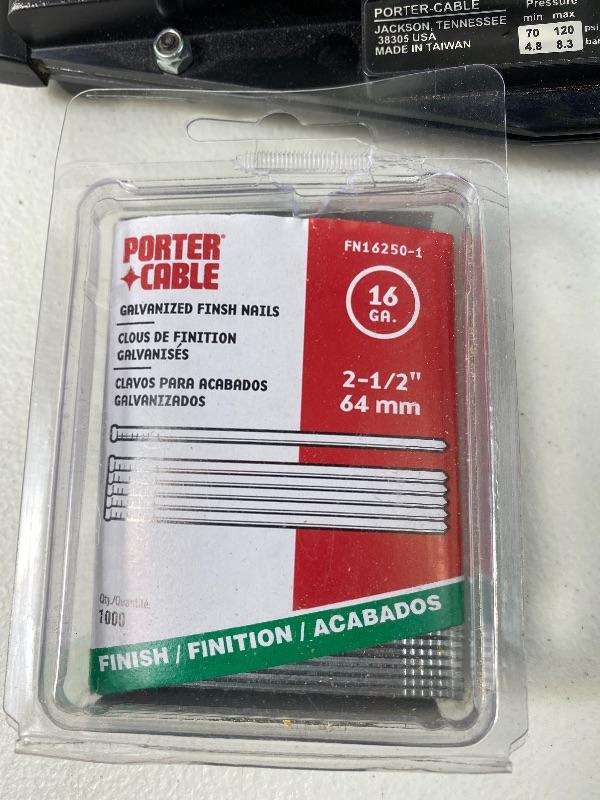 PORTER-CABLE
JACKSON, TENNESSEE
38305 USA
MADE IN TAIWAN
Pressure
min max
70 120 psi
4.8 8.3 bar
PORTER
CABLE
FN16250-1
16
GA.
GALVANIZED FINSH NAILS
CLOUS DE FINITION
GALVANISÉS
CLAVOS PARA ACABADOS
GALVANIZADOS
2-1/2"
64 mm
Qty./Quantité
1000
FINISH / FINITION / ACABADOS